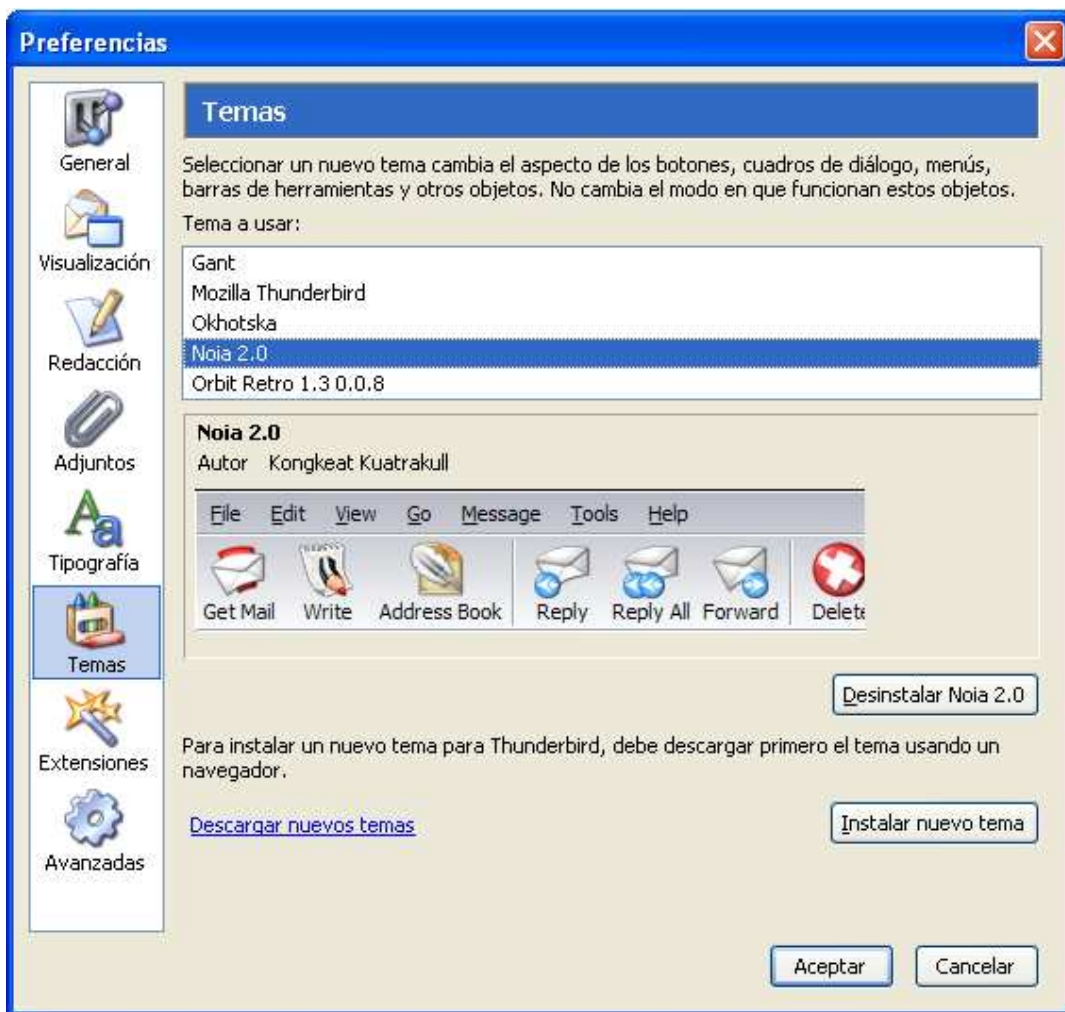 Preferencias
General
Visualización
Redacción
Adjuntos
Tipografía
Temas
Extensiones
Avanzadas
Temas
Seleccionar un nuevo tema cambia el aspecto de los botones, cuadros de diálogo, menús,
barras de herramientas y otros objetos. No cambia el modo en que funcionan estos objetos.
Tema a usar:
Gant
Mozilla Thunderbird
Okhotska
Noia 2.0
Orbit Retro 1.3 0.0.8
Noia 2.0
Autor Kongkeat Kuatrakull
File Edit View Go Message Tools Help
Get Mail Write Address Book Reply Reply All Forward Delete
Desinstalar Noia 2.0
Para instalar un nuevo tema para Thunderbird, debe descargar primero el tema usando un
navegador.
Descargar nuevos temas
Instalar nuevo tema
Aceptar Cancelar